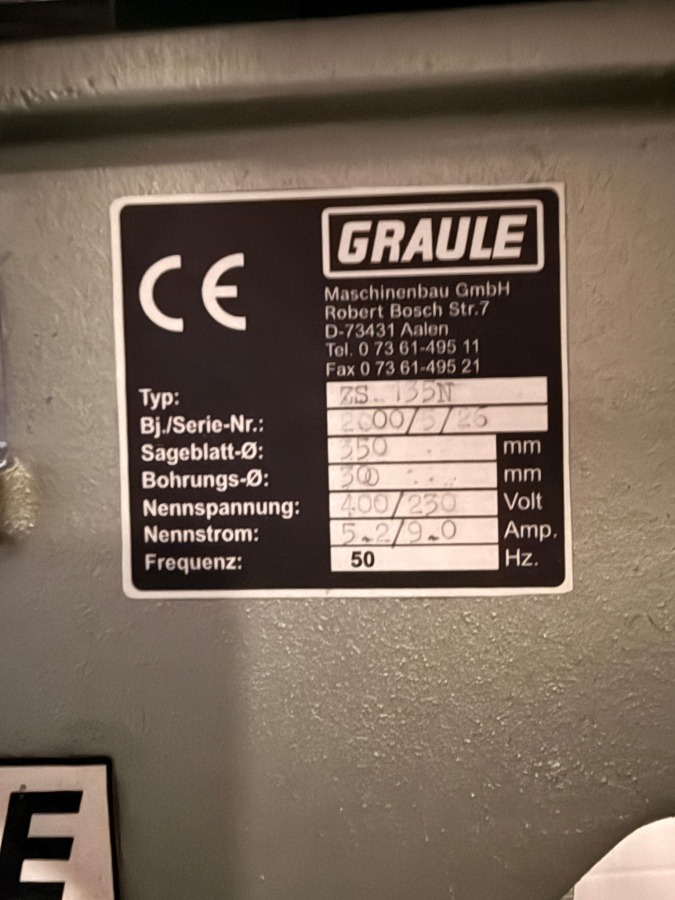 CE
GRAULE
Maschinenbau GmbH
Robert Bosch Str.7
D-73431 Aalen
Tel. 0 73 61-495 11
Fax 0 73 61-495 21
Typ: ZS 135N
Bj./Serie-Nr.: 2000/5/26
Sägeblatt-Ø: 350 mm
Bohrungs-Ø: 30 mm
Nennspannung: 400/230 Volt
Nennstrom: 5.2/9.0 Amp.
Frequenz: 50 Hz.
E